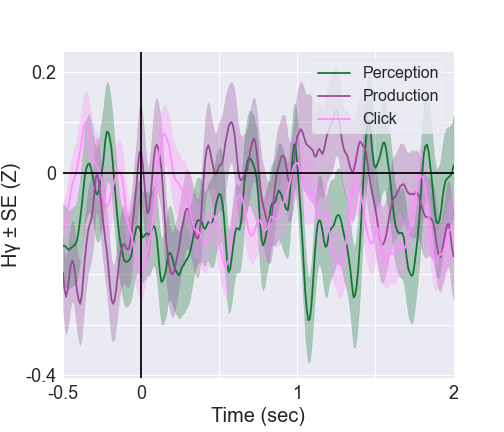 Perception
Production
Click
0.2
0
-0.4
Hγ ± SE (Z)
-0.5
0
1
2
Time (sec)